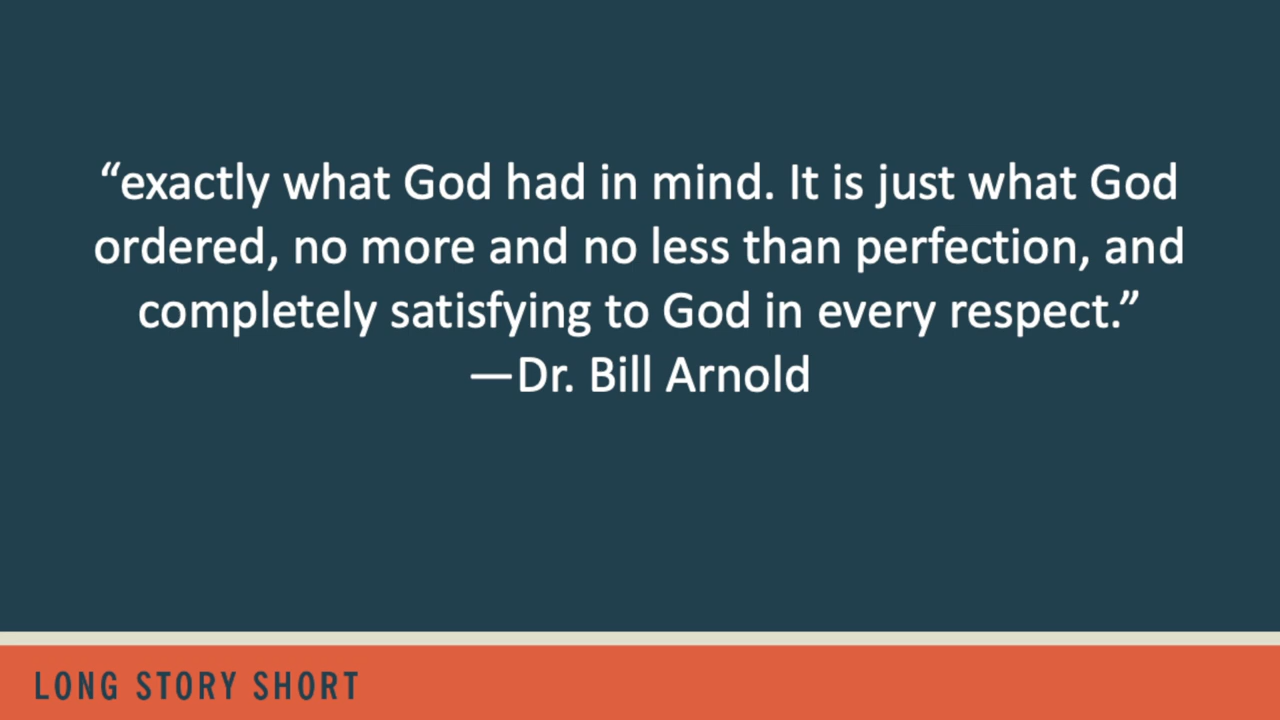 “exactly what God had in mind. It is just what God
ordered, no more and no less than perfection, and
completely satisfying to God in every respect.”
—Dr. Bill Arnold
LONG STORY SHORT